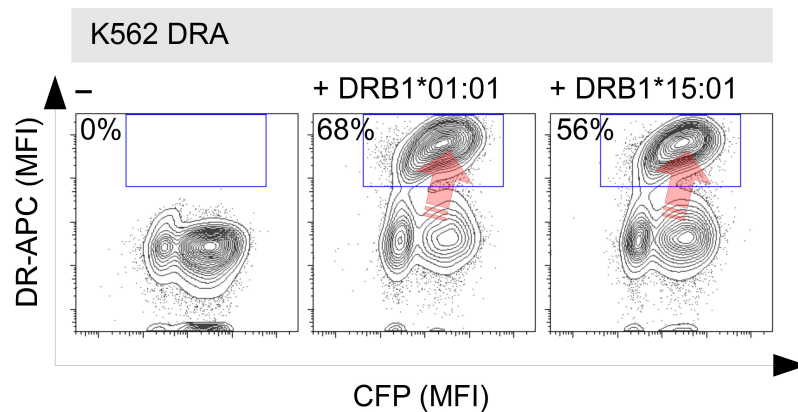 K562 DRA
–
+ DRB1*01:01
+ DRB1*15:01
0%
68%
56%
DR-APC (MFI)
CFP (MFI)